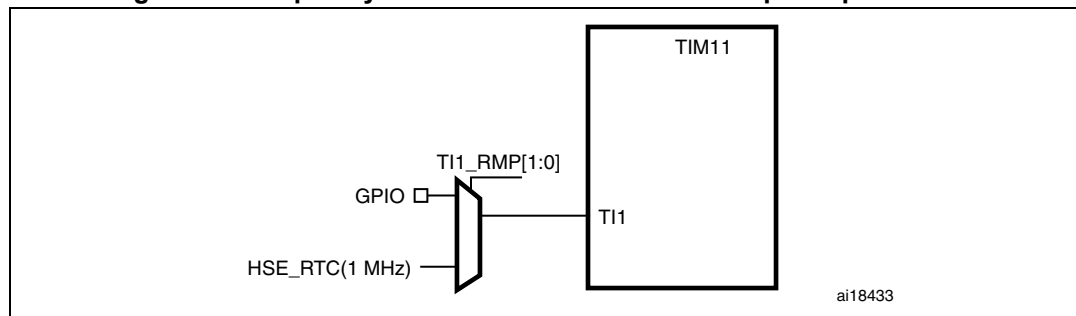 TIM11
TI1_RMP[1:0]
GPIO
TI1
HSE_RTC(1 MHz)
ai18433